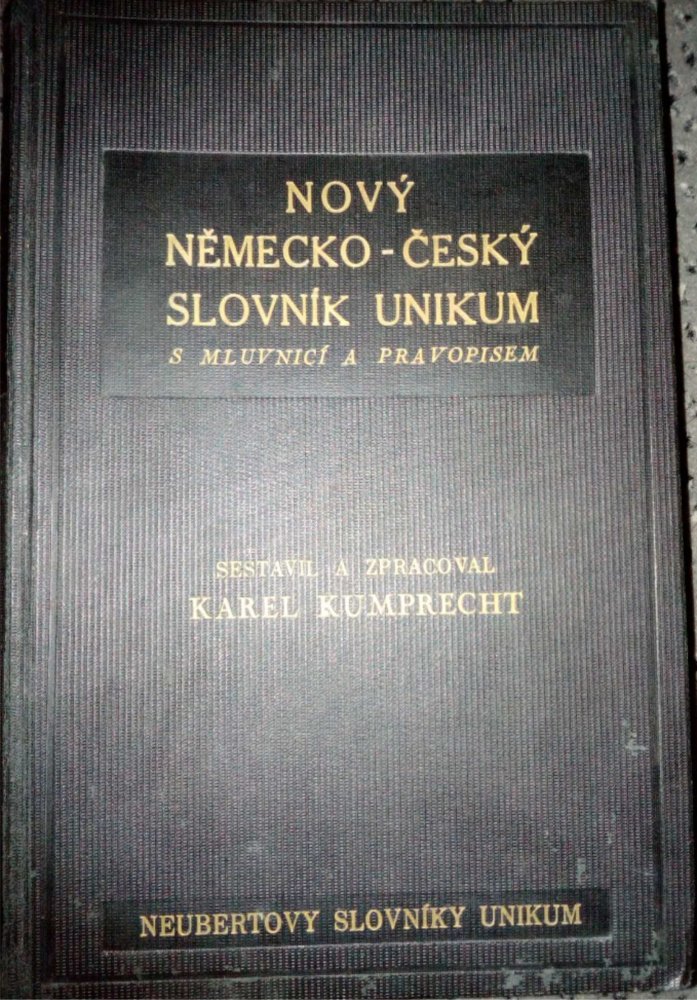 NOVÝ
NĚMECKO - ČESKÝ
SLOVNÍK UNIKUM
S MLUVNICÍ A PRAVOPISEM
SESTAVIL A ZPRACOVAL
KAREL KUMPRECHT
NEUBERTOVY SLOVNÍKY UNIKUM